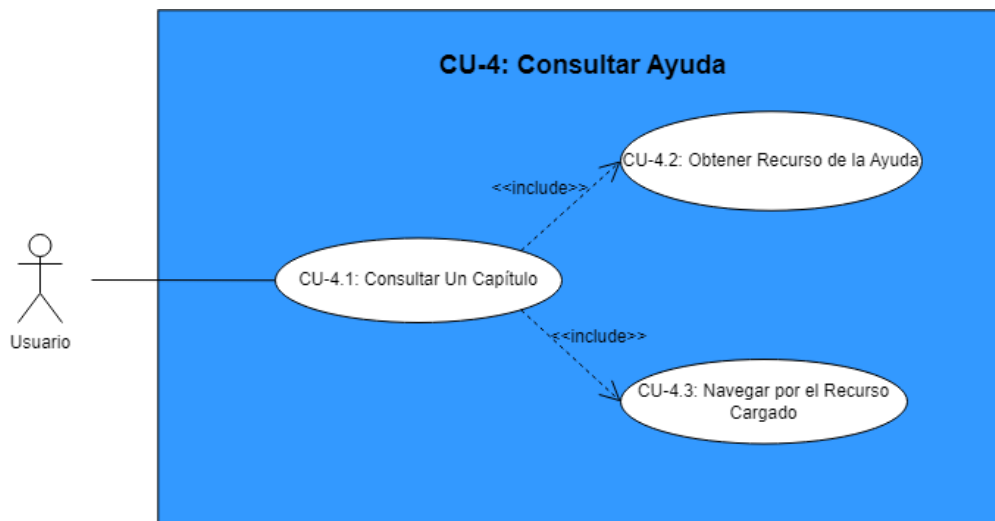 CU-4: Consultar Ayuda
CU-4.2: Obtener Recurso de la Ayuda
<<include>>
CU-4.1: Consultar Un Capítulo
Usuario
<<include>>
CU-4.3: Navegar por el Recurso
Cargado